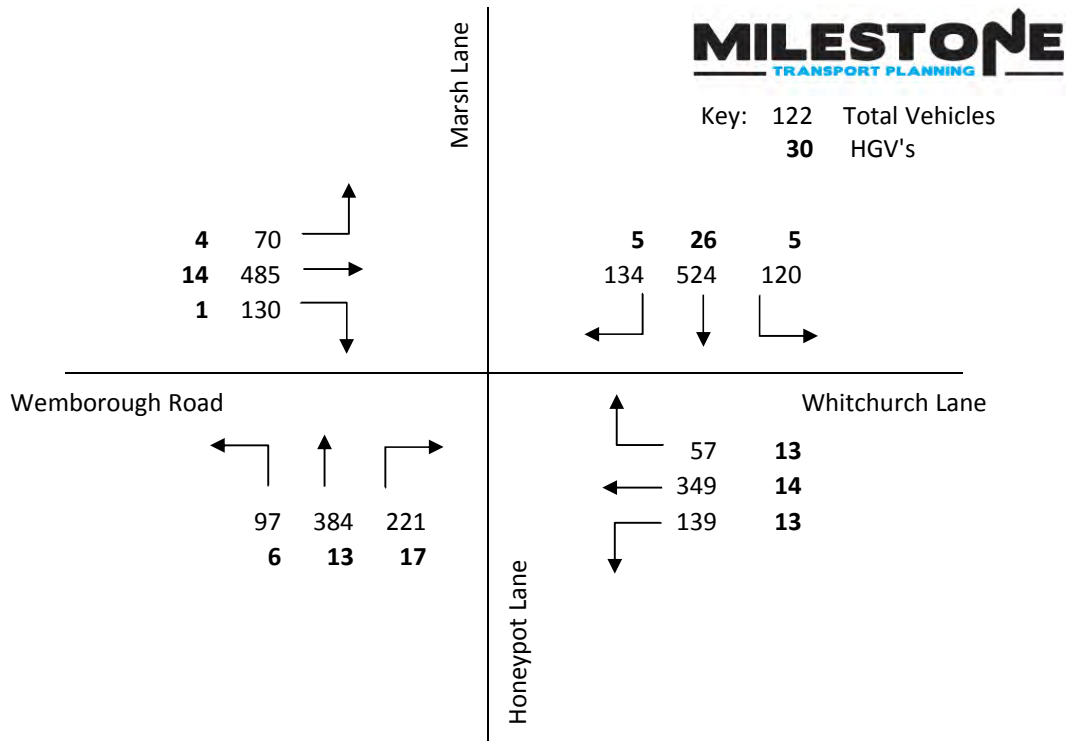 MILESTONE
TRANSPORT PLANNING
Marsh Lane
Key: 122 Total Vehicles
30 HGV's
4 70
14 485
1 130
5 26 5
134 524 120
Wemborough Road
Whitchurch Lane
57 13
349 14
139 13
97 384 221
6 13 17
Honeypot Lane